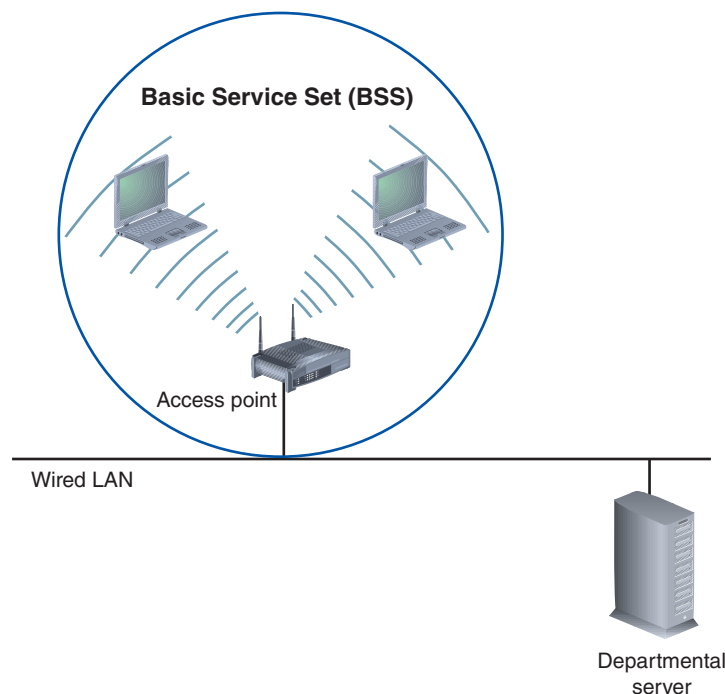 Basic Service Set (BSS)
Access point
Wired LAN
Departmental
server